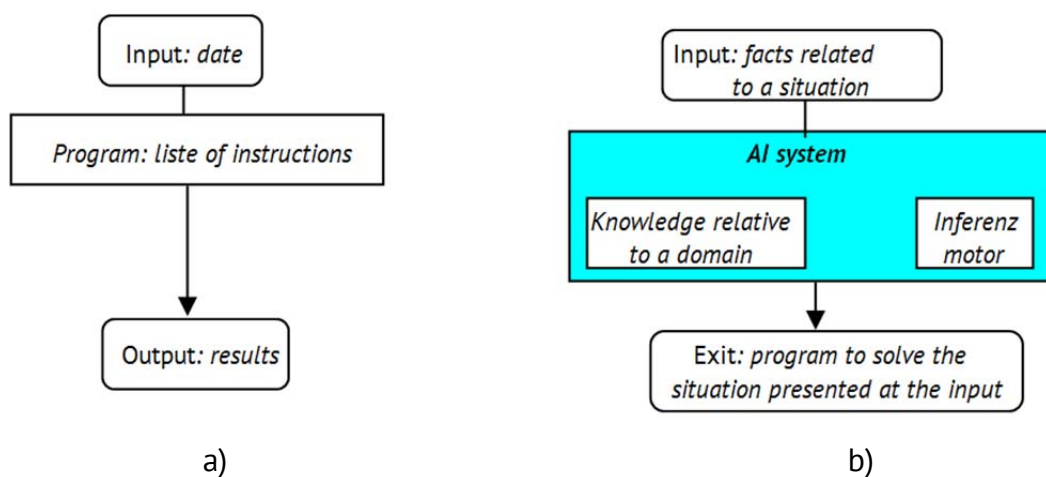 Input: date
Program: liste of instructions
Output: results
a)
Input: facts related
to a situation
AI system
Knowledge relative
to a domain
Inferenz
motor
Exit: program to solve the
situation presented at the input
b)